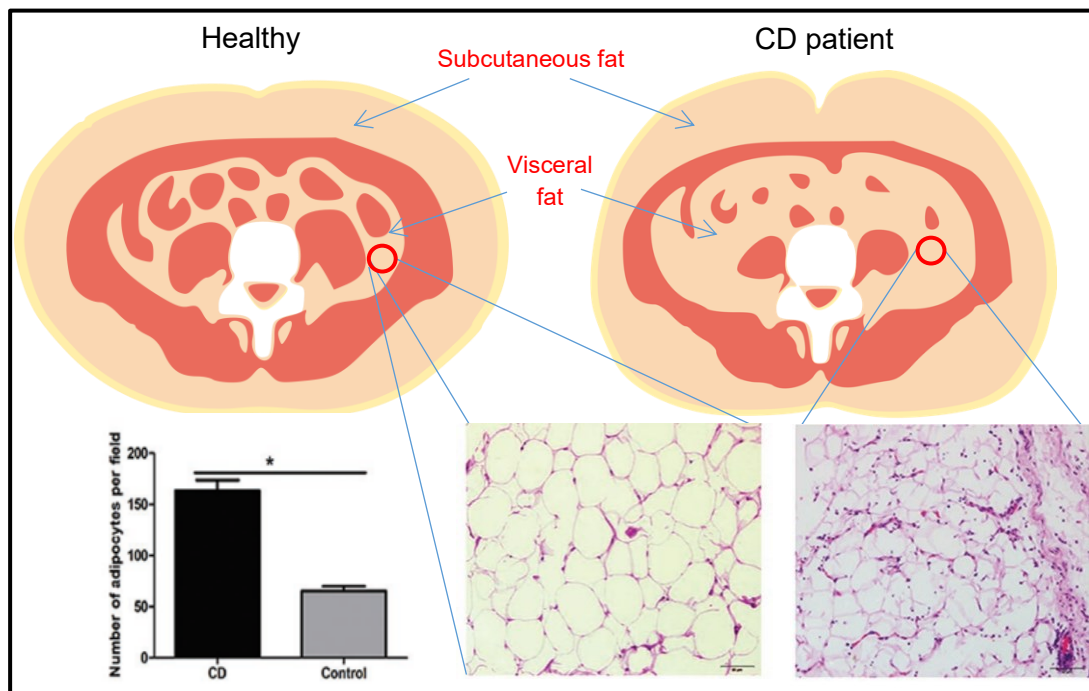 Healthy
CD patient
Subcutaneous fat
Visceral
fat
Number of adipocytes per field
200
150
100
50
0
*
CD
Control